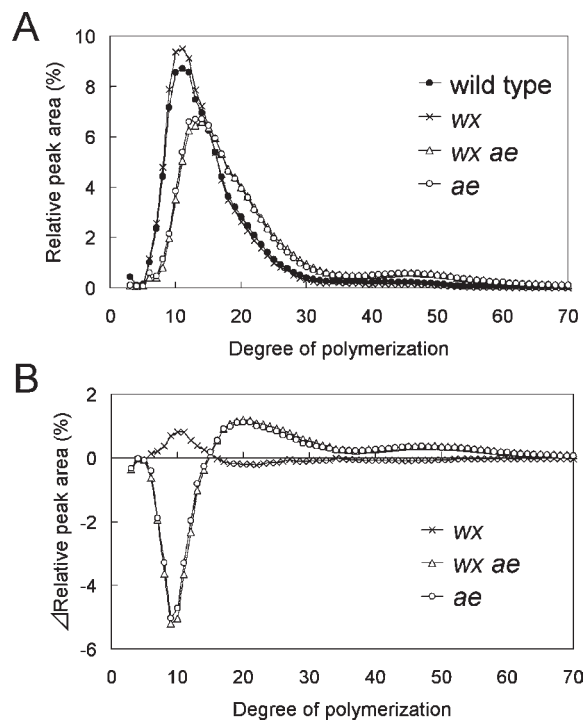 A
Relative peak area (%)
10
8
6
4
2
0
wild type
wx
wx ae
ae
0 10 20 30 40 50 60 70
Degree of polymerization
B
⊿Relative peak area (%)
2
0
-2
-4
-6
wx
wx ae
ae
0 10 20 30 40 50 60 70
Degree of polymerization